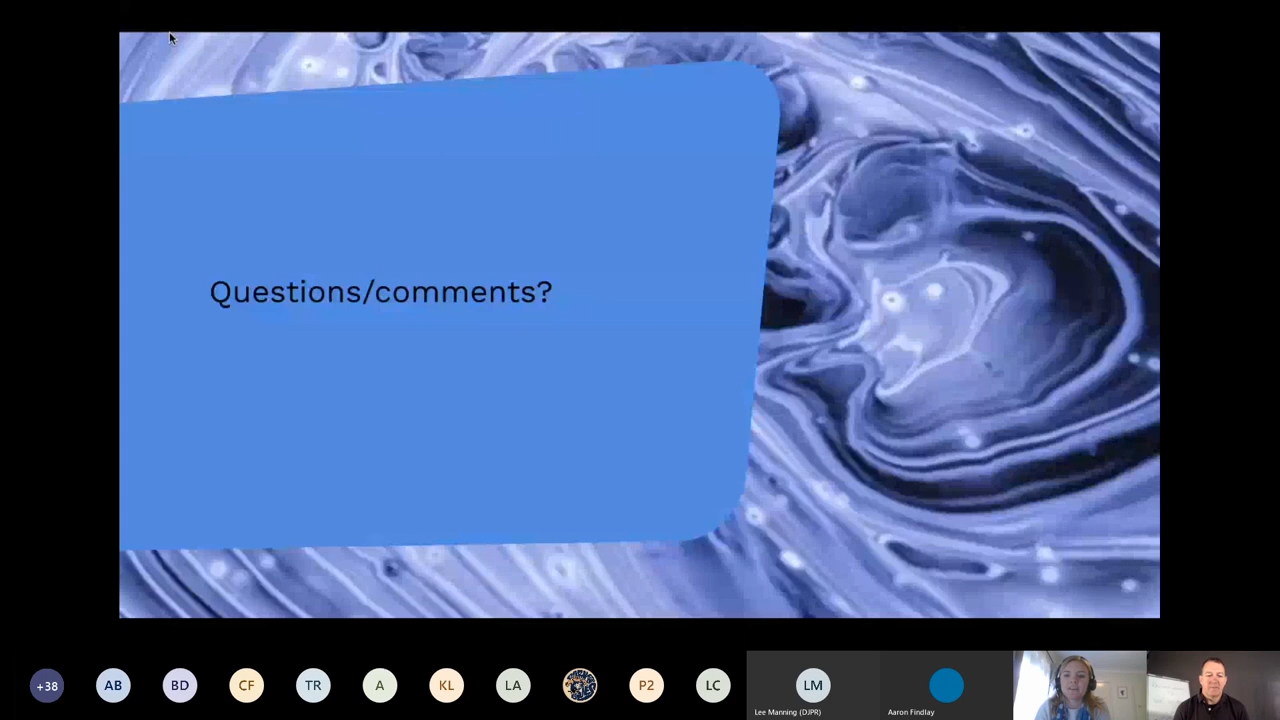 Questions/comments?
+38
AB
BD
CF
TR
A
KL
LA
P2
LC
LM
Lee Manning (DJPR)
Aaron Findlay